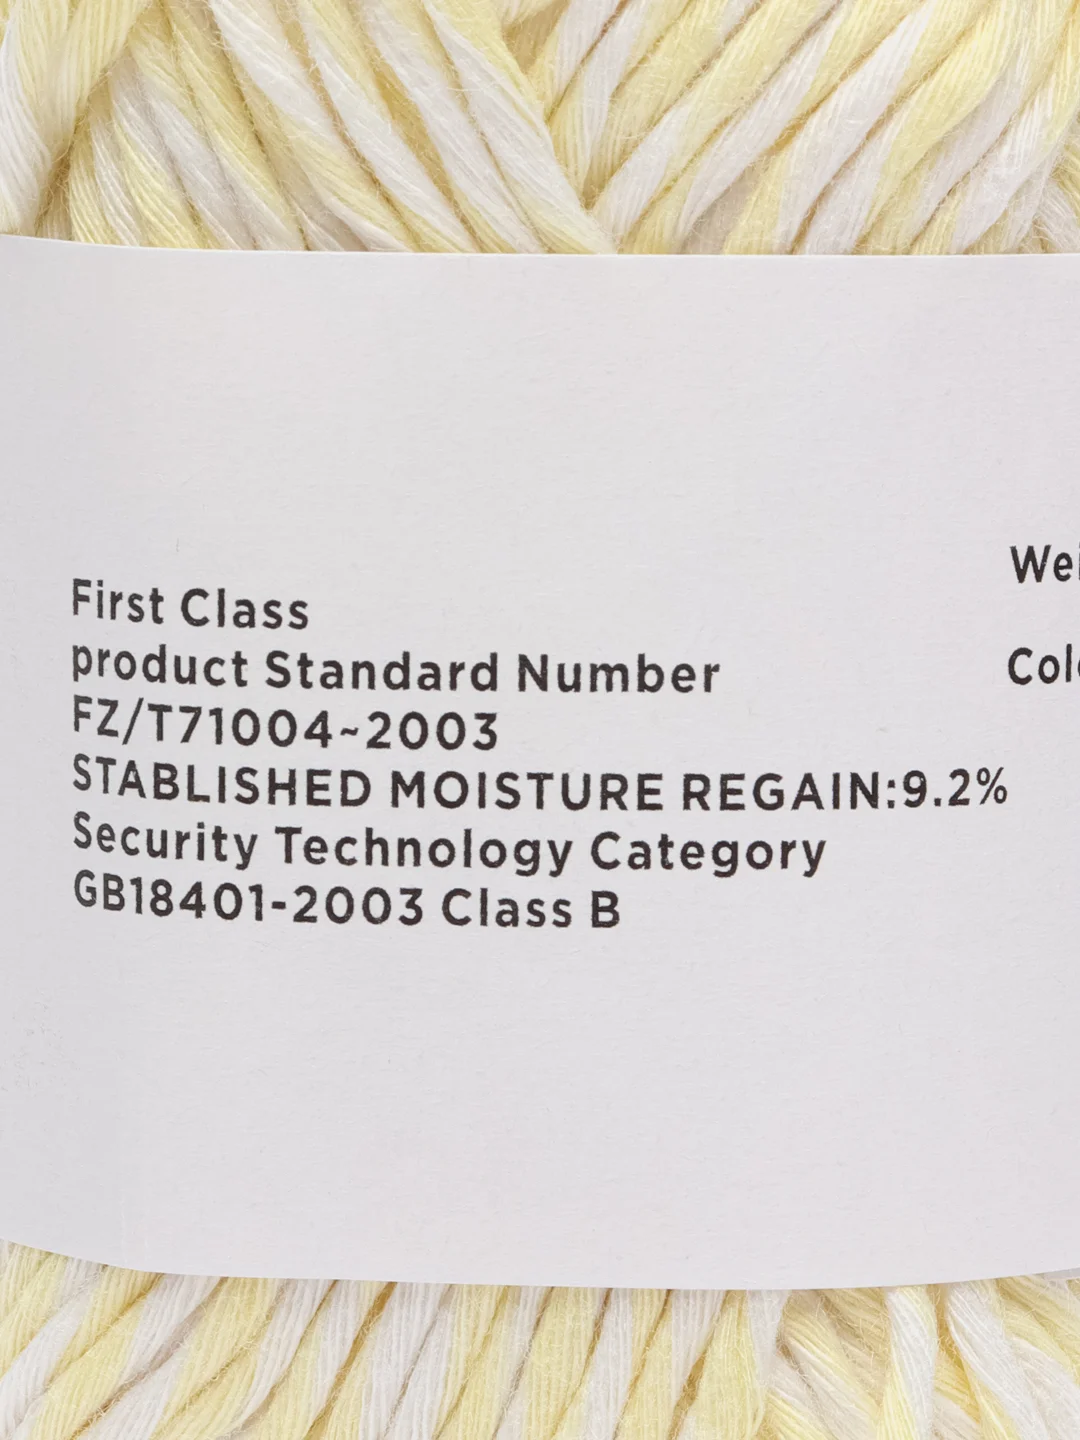 First Class
product Standard Number
FZ/T71004~2003
STABLISHED MOISTURE REGAIN:9.2%
Security Technology Category
GB18401-2003 Class B